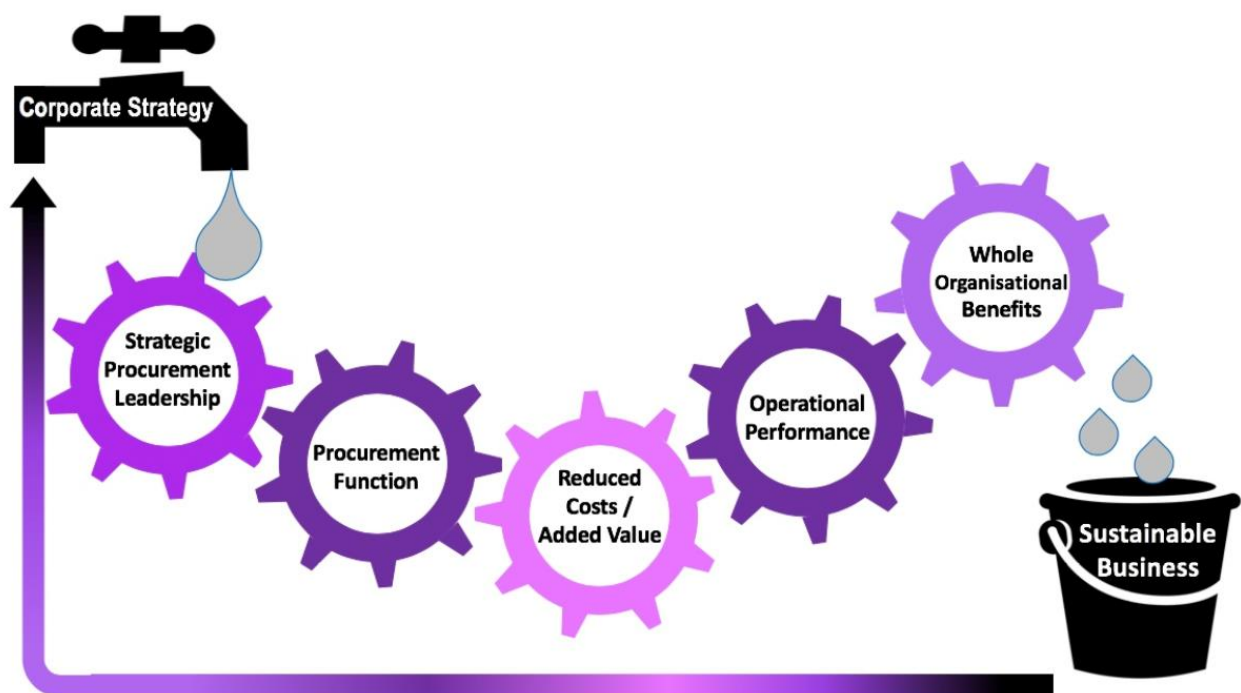 Corporate Strategy
Strategic
Procurement
Leadership
Procurement
Function
Reduced
Costs /
Added Value
Operational
Performance
Whole
Organisational
Benefits
Sustainable
Business